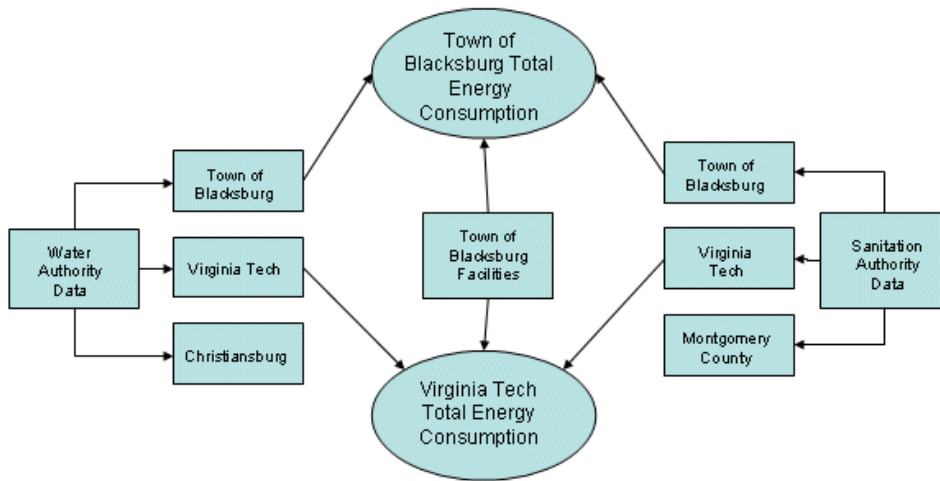 Town of
Blacksburg Total
Energy
Consumption
Town of
Blacksburg
Town of
Blacksburg
Water
Authority
Data
Virginia Tech
Town of
Blacksburg
Facilities
Virginia
Tech
Sanitation
Authority
Data
Christiansburg
Montgomery
County
Virginia Tech
Total Energy
Consumption